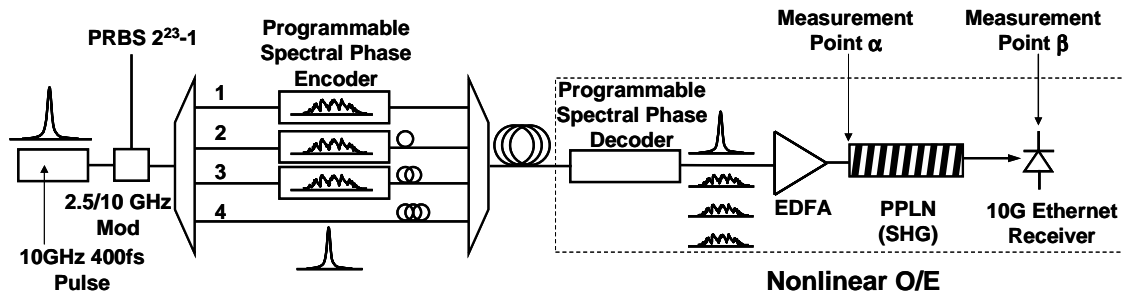 PRBS 2²³-1
Programmable
Spectral Phase
Encoder
1
2
3
4
2.5/10 GHz
Mod
10GHz 400fs
Pulse
Programmable
Spectral Phase
Decoder
Measurement
Point α
Measurement
Point β
EDFA
PPLN
(SHG)
10G Ethernet
Receiver
Nonlinear O/E